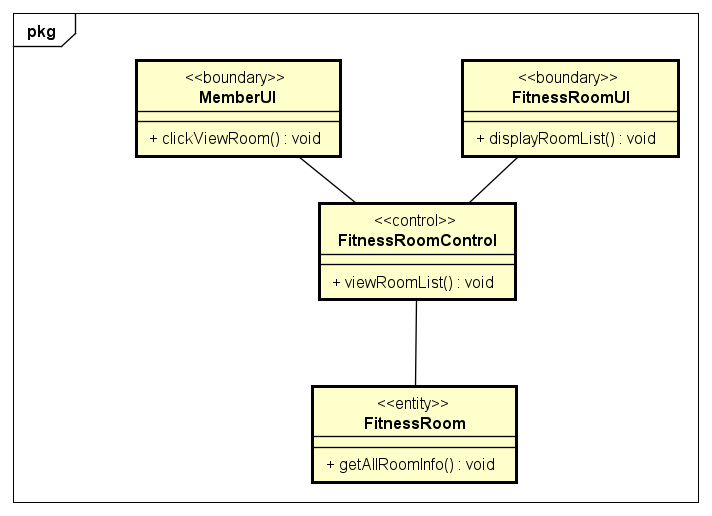 pkg
<<boundary>>
MemberUI
+ clickViewRoom() : void
<<boundary>>
FitnessRoomUI
+ displayRoomList() : void
<<control>>
FitnessRoomControl
+ viewRoomList() : void
<<entity>>
FitnessRoom
+ getAllRoomInfo() : void